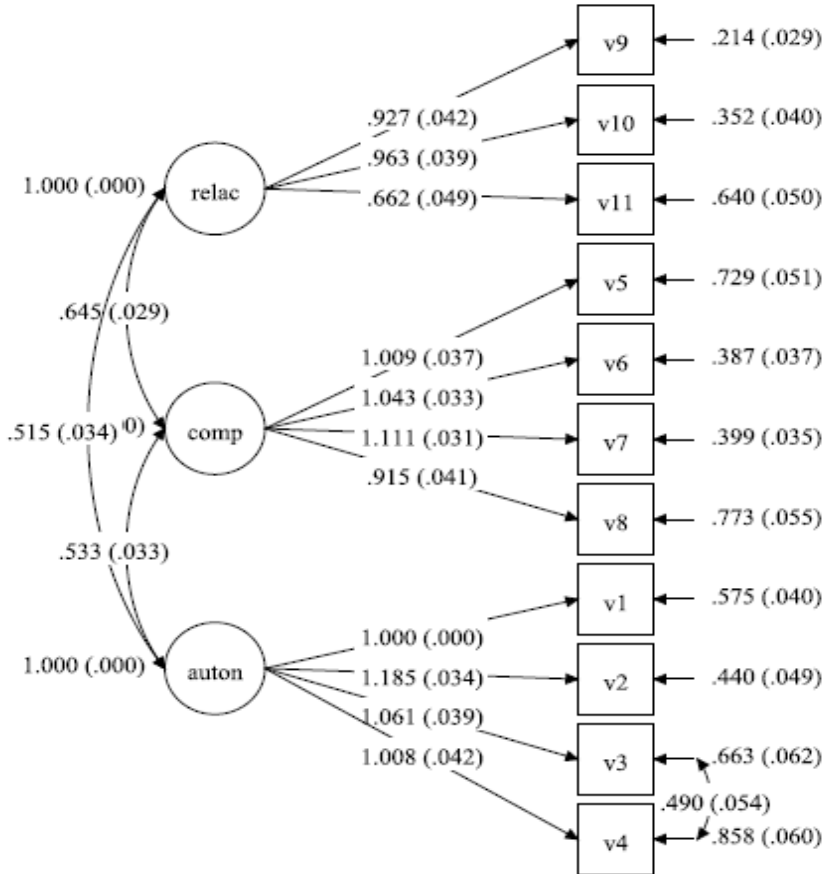 v9 .214 (.029)
.927 (.042)
v10 .352 (.040)
.963 (.039)
1.000 (.000) relac
.662 (.049) v11 .640 (.050)
v5 .729 (.051)
.645 (.029)
1.009 (.037)
v6 .387 (.037)
1.043 (.033)
.515 (.034) 0) comp
1.111 (.031) v7 .399 (.035)
.915 (.041)
v8 .773 (.055)
.533 (.033)
v1 .575 (.040)
1.000 (.000)
1.000 (.000) auton
1.185 (.034) v2 .440 (.049)
1.061 (.039)
1.008 (.042)
v3 .663 (.062)
.490 (.054)
v4 .858 (.060)